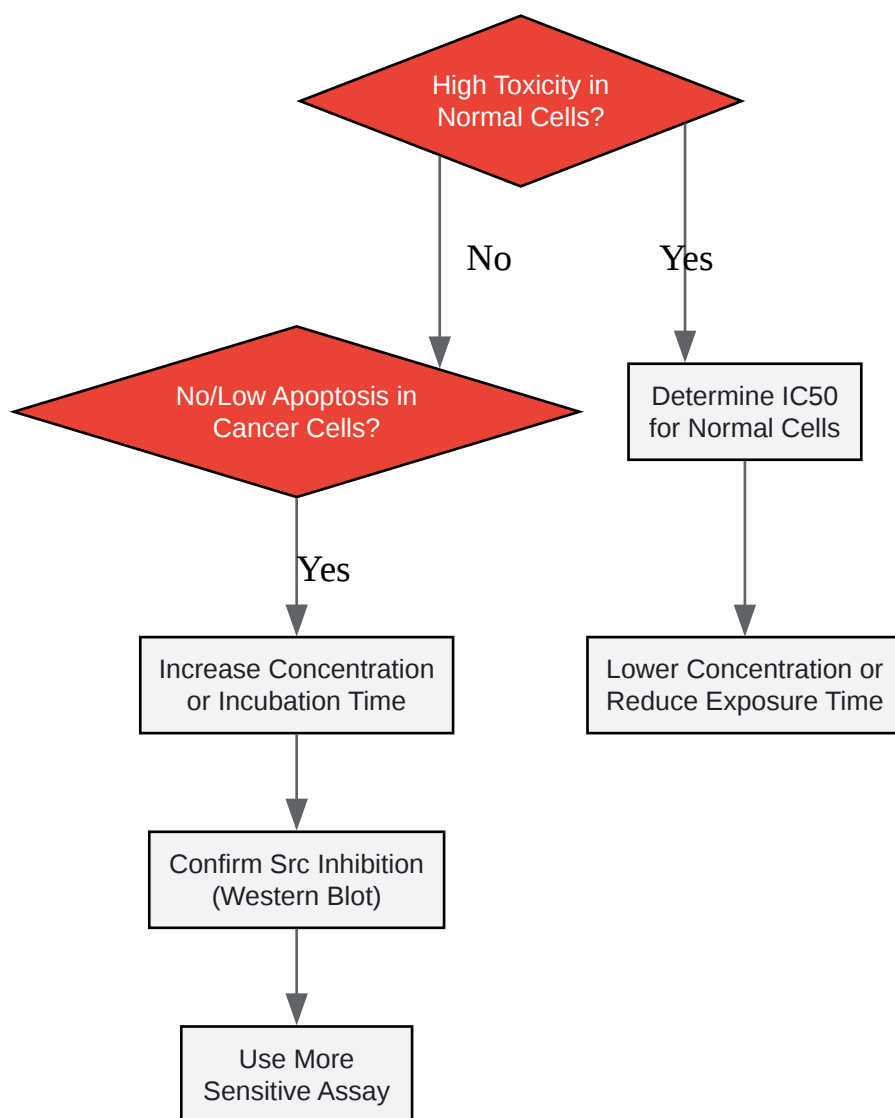 High Toxicity in
Normal Cells?
No
Yes
No/Low Apoptosis in
Cancer Cells?
Determine IC50
for Normal Cells
Yes
Increase Concentration
or Incubation Time
Lower Concentration or
Reduce Exposure Time
Confirm Src Inhibition
(Western Blot)
Use More
Sensitive Assay